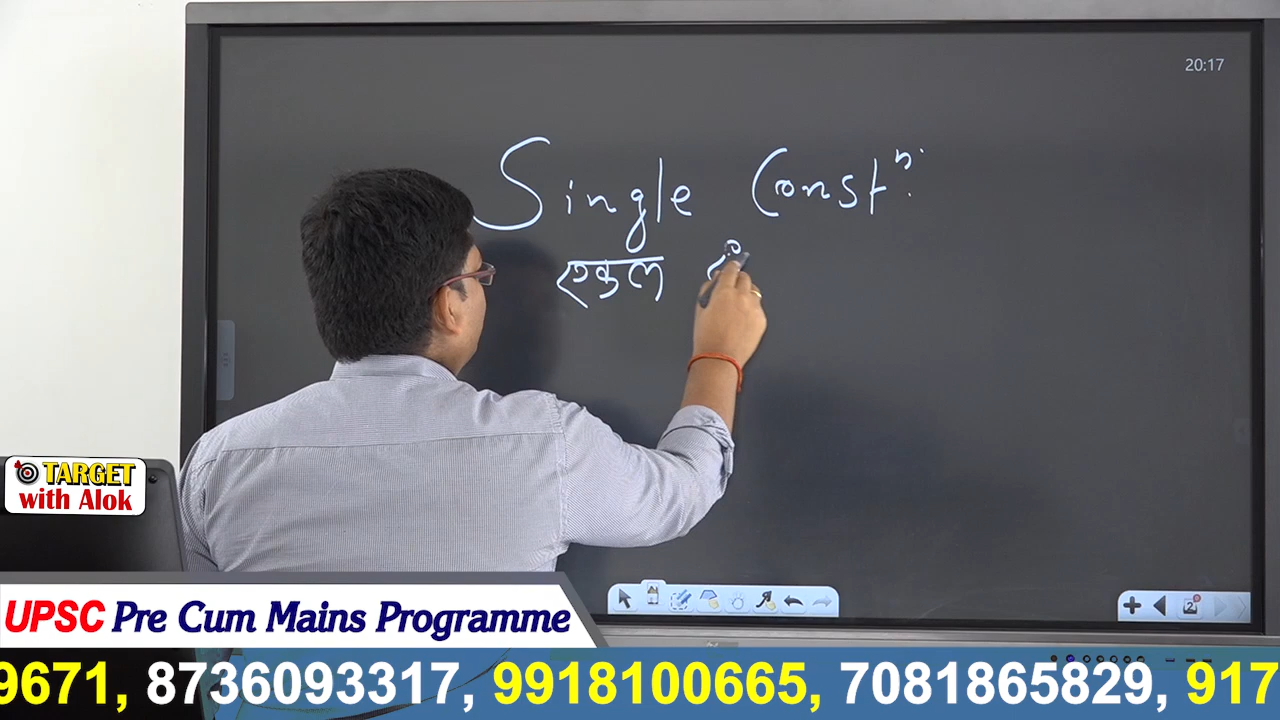 20:17
Single Constn.
एकल
TARGET
with Alok
UPSC Pre Cum Mains Programme
9671, 8736093317, 9918100665, 7081865829, 917